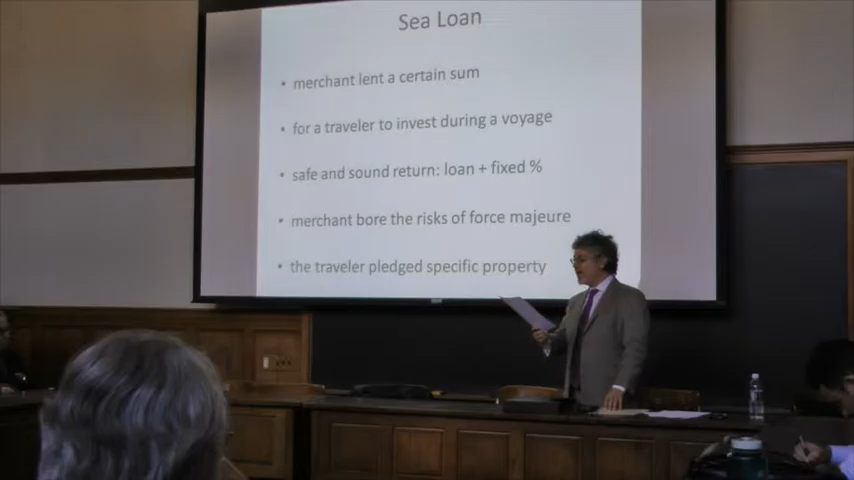 Sea Loan
• merchant lent a certain sum
• for a traveler to invest during a voyage
• safe and sound return: loan + fixed %
• merchant bore the risks of force majeure
• the traveler pledged specific property